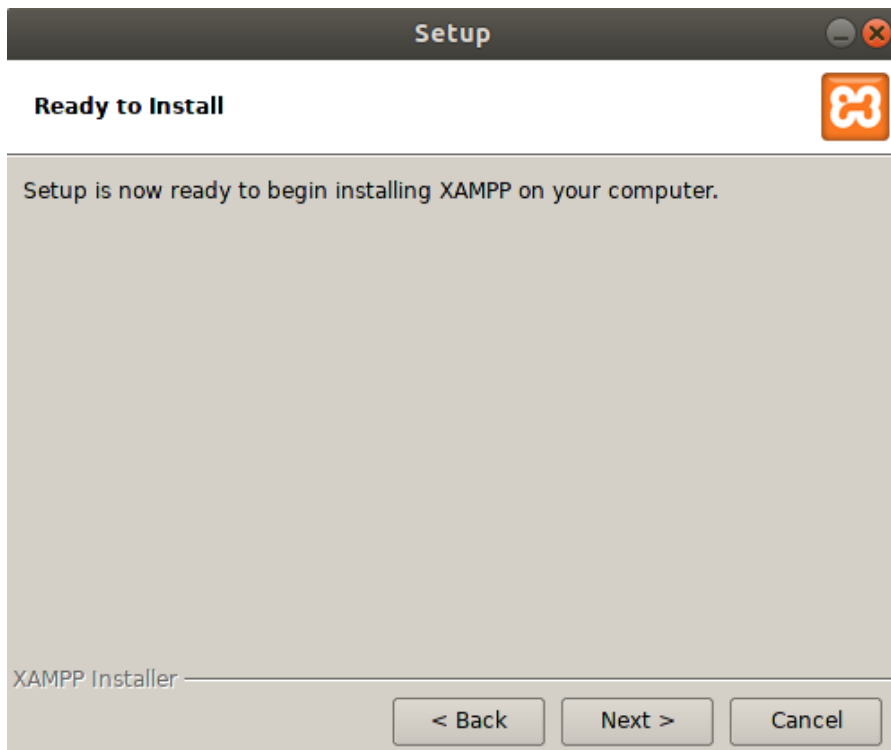 Setup
Ready to Install
Setup is now ready to begin installing XAMPP on your computer.
XAMPP Installer
< Back Next > Cancel